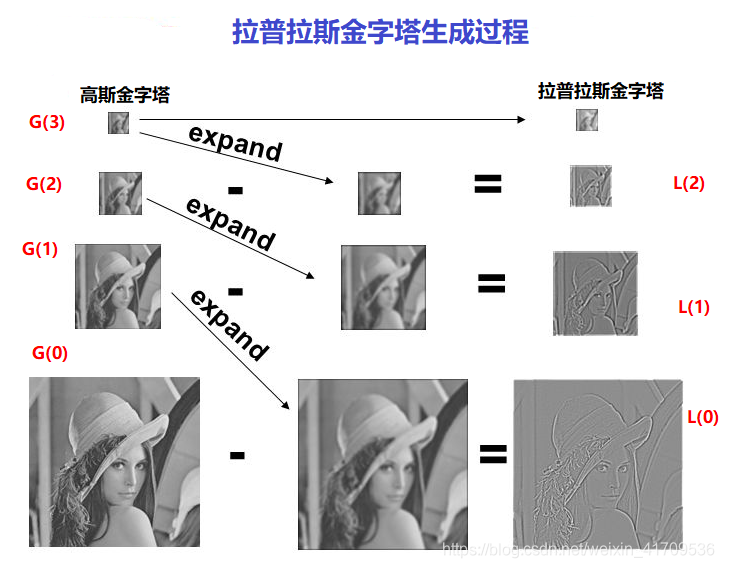 拉普拉斯金字塔生成过程
高斯金字塔
拉普拉斯金字塔
G(3)
expand
G(2)
-
=
L(2)
expand
G(1)
-
=
L(1)
expand
G(0)
-
=
L(0)
https://blog.csdn.net/weixin_41709536